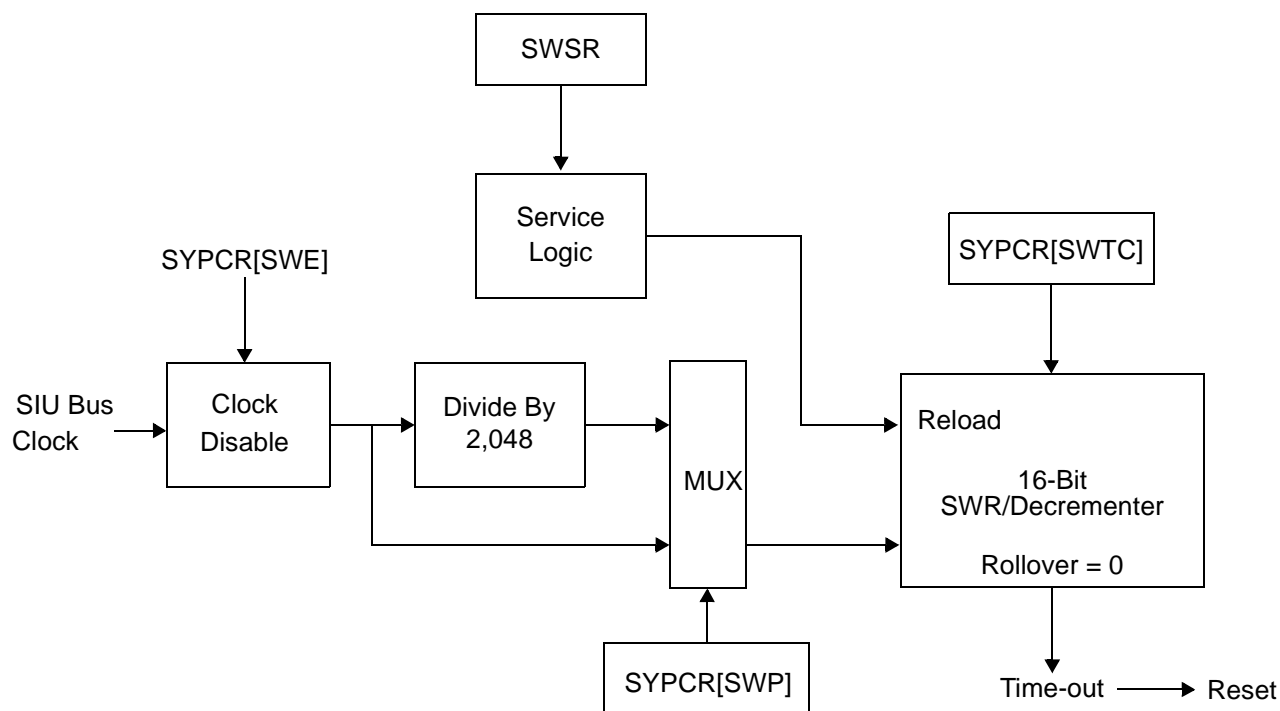 SWSR
Service
Logic
SYPCR[SWE]
SYPCR[SWTC]
SIU Bus
Clock
Clock
Disable
Divide By
2,048
MUX
Reload
16-Bit
SWR/Decrementer
Rollover = 0
SYPCR[SWP]
Time-out
Reset